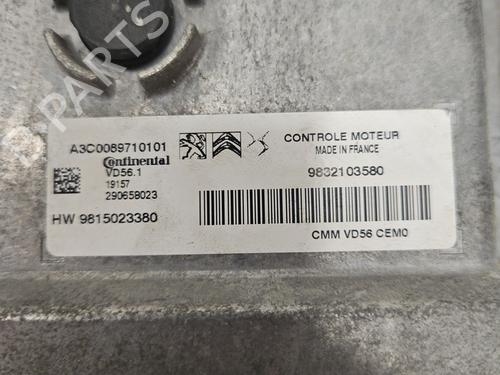 A3C0089710101
Continental
VD56.1
19157
290658023
HW 9815023380
CONTROLE MOTEUR
MADE IN FRANCE
9832103580
CMM VD56 CEM0
B-PARTS